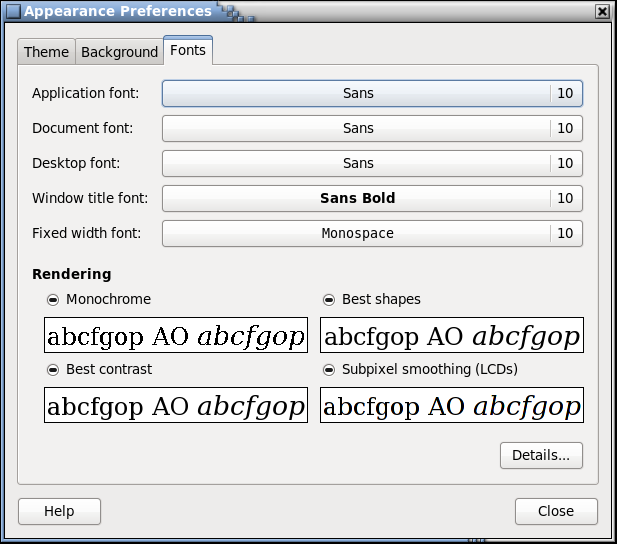 Appearance Preferences
Theme Background Fonts
Application font: Sans 10
Document font: Sans 10
Desktop font: Sans 10
Window title font: Sans Bold 10
Fixed width font: Monospace 10
Rendering
Monochrome Best shapes
abcfgop AO abcfgop abcfgop AO abcfgop
Best contrast Subpixel smoothing (LCDs)
abcfgop AO abcfgop abcfgop AO abcfgop
Details...
Help Close